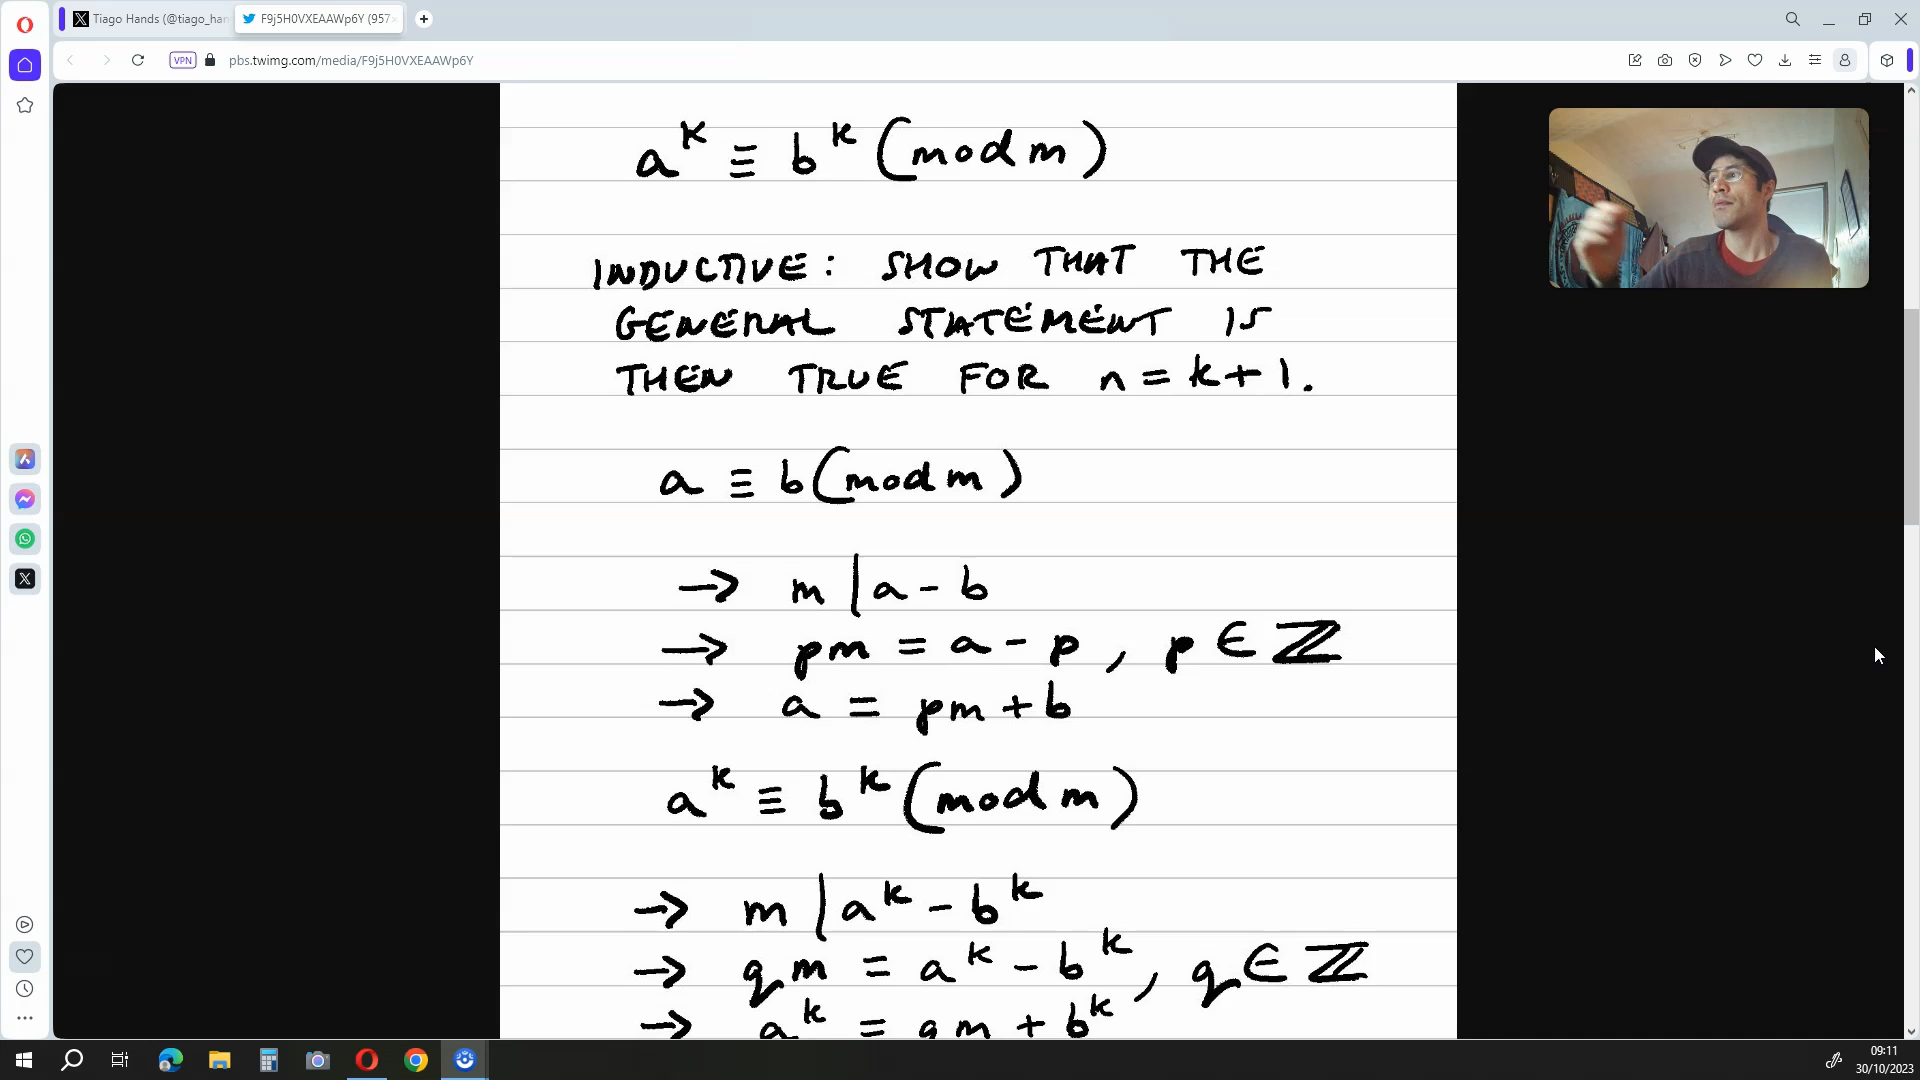 Tiago Hands (@tiago_han
F9j5H0VXEAAWp6Y (957×
VPN
pbs.twimg.com/media/F9j5H0VXEAAWp6Y
a^k ≡ b^k (mod m)
INDUCTIVE: SHOW THAT THE
GENERAL STATEMENT IS
THEN TRUE FOR n = k + 1.
a ≡ b (mod m)
→ m | a - b
→ pm = a - p, p ∈ ℤ
→ a = pm + b
a^k ≡ b^k (mod m)
→ m | a^k - b^k
→ qm = a^k - b^k, q ∈ ℤ
→ a^k = qm + b^k
09:11
30/10/2023